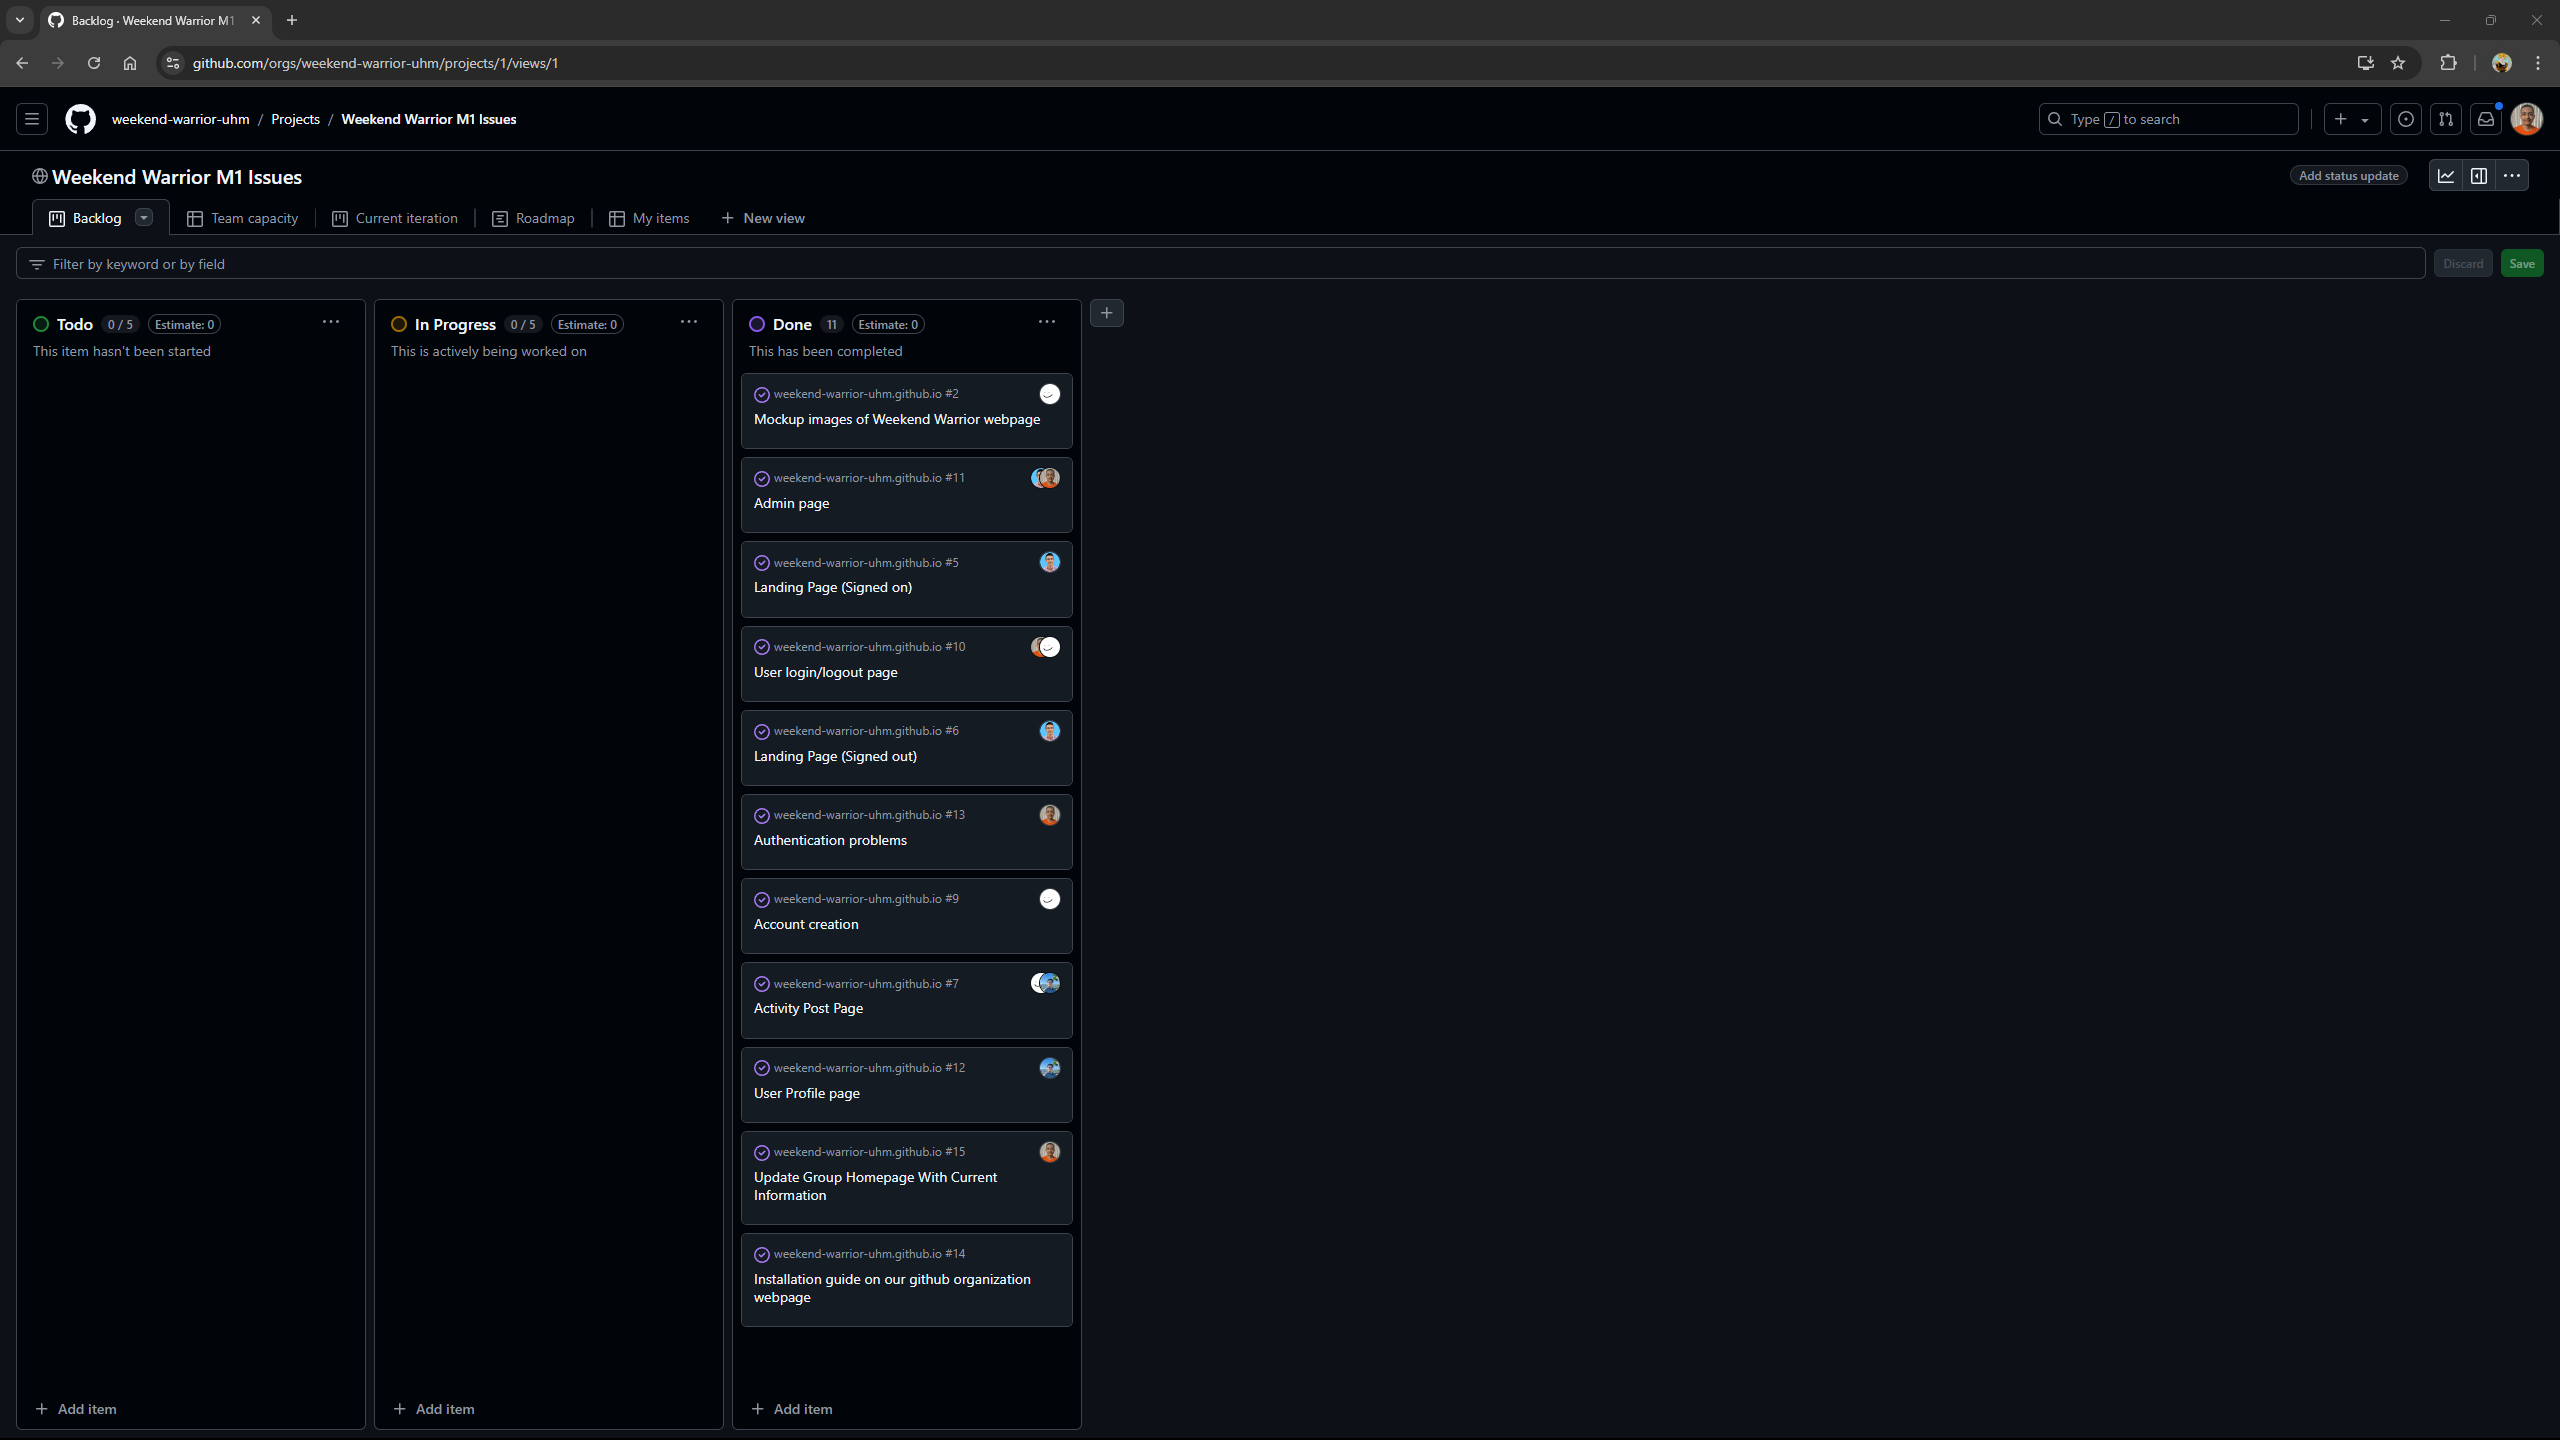 Backlog · Weekend Warrior M1
github.com/orgs/weekend-warrior-uhm/projects/1/views/1
weekend-warrior-uhm / Projects / Weekend Warrior M1 Issues
Type / to search
Weekend Warrior M1 Issues
Add status update
Backlog
Team capacity
Current iteration
Roadmap
My items
New view
Filter by keyword or by field
Discard
Save
Todo 0 / 5 Estimate: 0
This item hasn't been started
Add item
In Progress 0 / 5 Estimate: 0
This is actively being worked on
Add item
Done 11 Estimate: 0
This has been completed
weekend-warrior-uhm.github.io #2
Mockup images of Weekend Warrior webpage
weekend-warrior-uhm.github.io #11
Admin page
weekend-warrior-uhm.github.io #5
Landing Page (Signed on)
weekend-warrior-uhm.github.io #10
User login/logout page
weekend-warrior-uhm.github.io #6
Landing Page (Signed out)
weekend-warrior-uhm.github.io #13
Authentication problems
weekend-warrior-uhm.github.io #9
Account creation
weekend-warrior-uhm.github.io #7
Activity Post Page
weekend-warrior-uhm.github.io #12
User Profile page
weekend-warrior-uhm.github.io #15
Update Group Homepage With Current
Information
weekend-warrior-uhm.github.io #14
Installation guide on our github organization
webpage
Add item